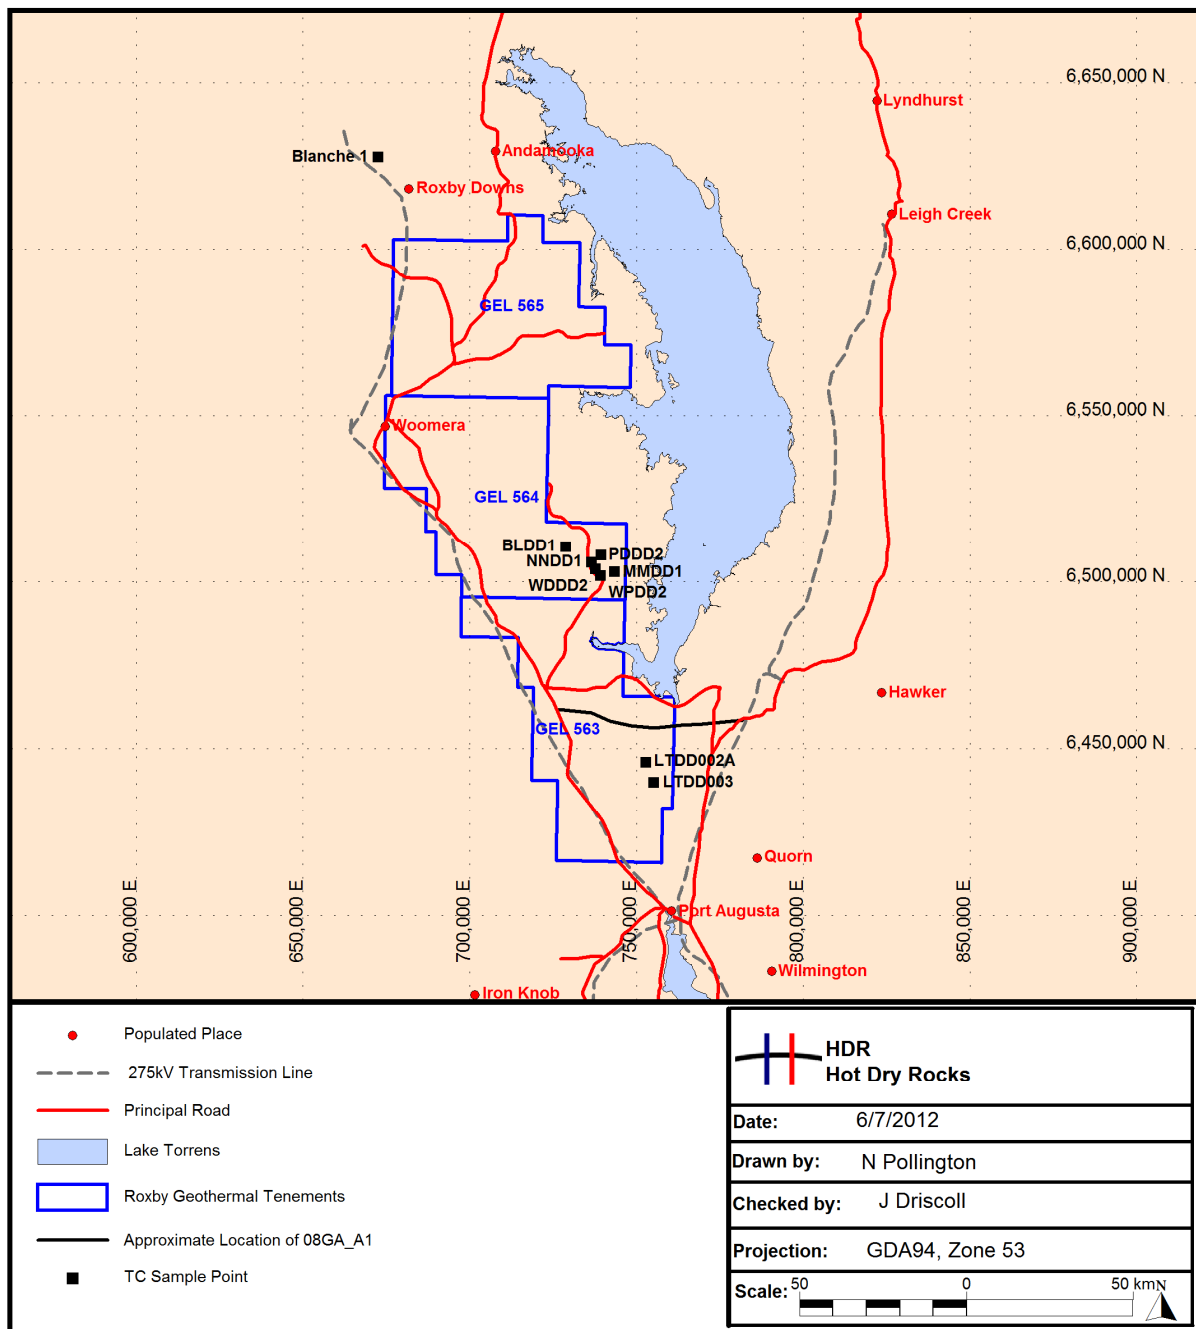 6,650,000 N
Lyndhurst
Andamooka
Blanche 1
Roxby Downs
Leigh Creek
6,600,000 N
GEL 565
6,550,000 N
Woomera
GEL 564
BLDD1
PDDD2
NNDD1
MMDD1
WDDD2
WPDD2
6,500,000 N
Hawker
GEL 563
6,450,000 N
LTDD002A
LTDD003
Quorn
600,000 E
650,000 E
700,000 E
750,000 E
800,000 E
850,000 E
900,000 E
Port Augusta
Wilmington
Iron Knob
Populated Place
275kV Transmission Line
Principal Road
Lake Torrens
Roxby Geothermal Tenements
Approximate Location of 08GA_A1
TC Sample Point
HDR
Hot Dry Rocks
Date: 6/7/2012
Drawn by: N Pollington
Checked by: J Driscoll
Projection: GDA94, Zone 53
Scale: 50 0 50 km N